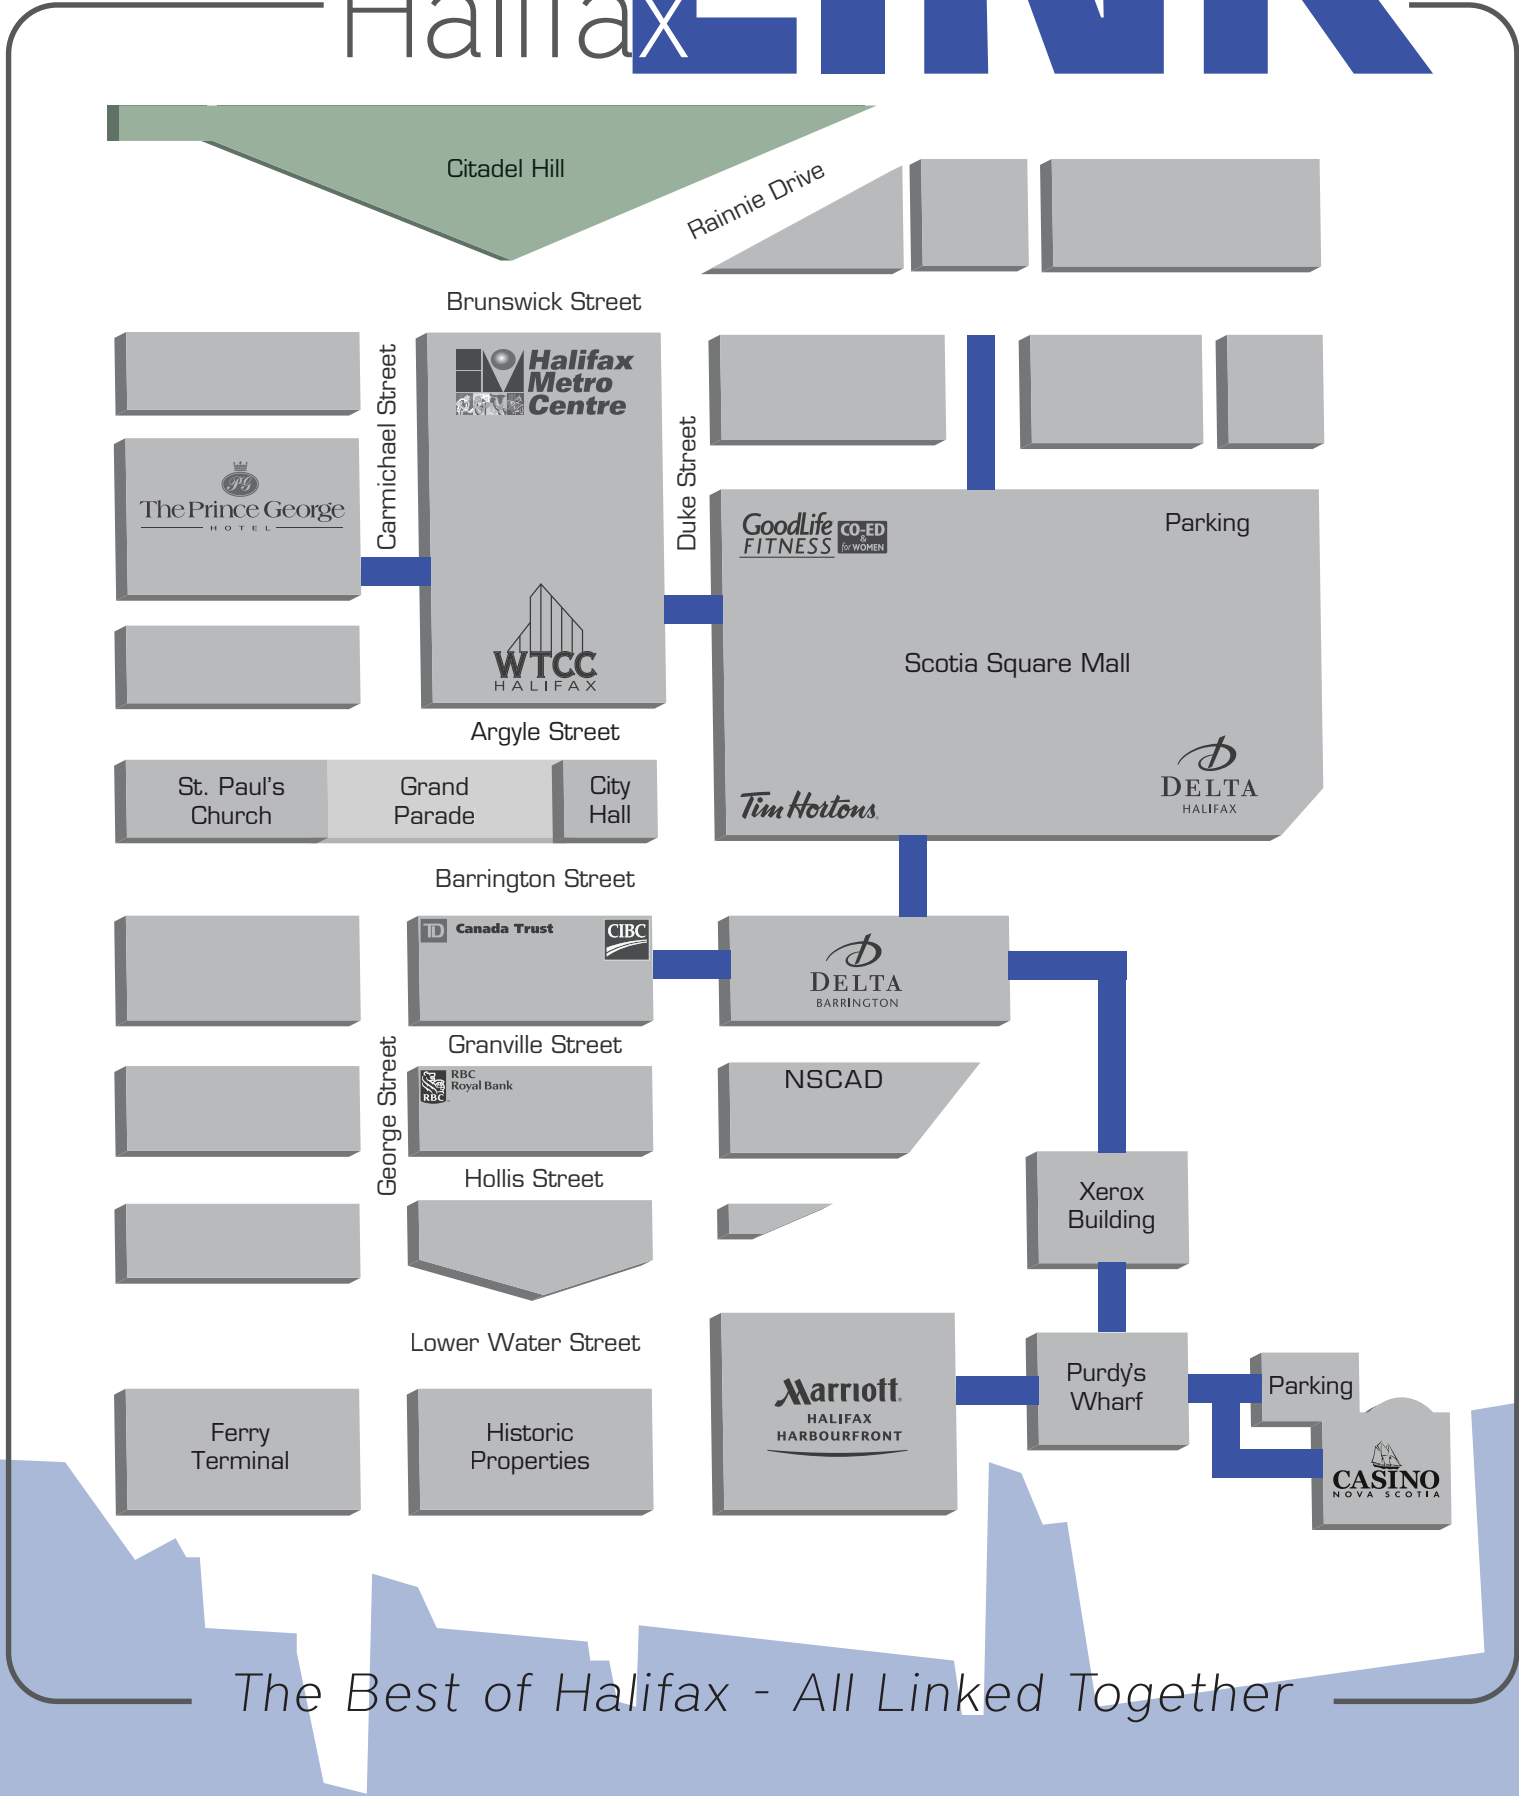 Halifax LINK
Citadel Hill
Rainnie Drive
Brunswick Street
Carmichael Street
Halifax
Metro
Centre
Duke Street
PG
The Prince George
HOTEL
GoodLife
FITNESS
CO-ED
&
for WOMEN
Parking
WTCC
HALIFAX
Scotia Square Mall
Argyle Street
St. Paul's
Church
Grand
Parade
City
Hall
Tim Hortons
DELTA
HALIFAX
Barrington Street
TD Canada Trust
CIBC
DELTA
BARRINGTON
George Street
Granville Street
RBC
RBC
Royal Bank
NSCAD
Hollis Street
Xerox
Building
Lower Water Street
Marriott
HALIFAX
HARBOURFRONT
Purdy's
Wharf
Parking
Ferry
Terminal
Historic
Properties
CASINO
NOVA SCOTIA
The Best of Halifax - All Linked Together